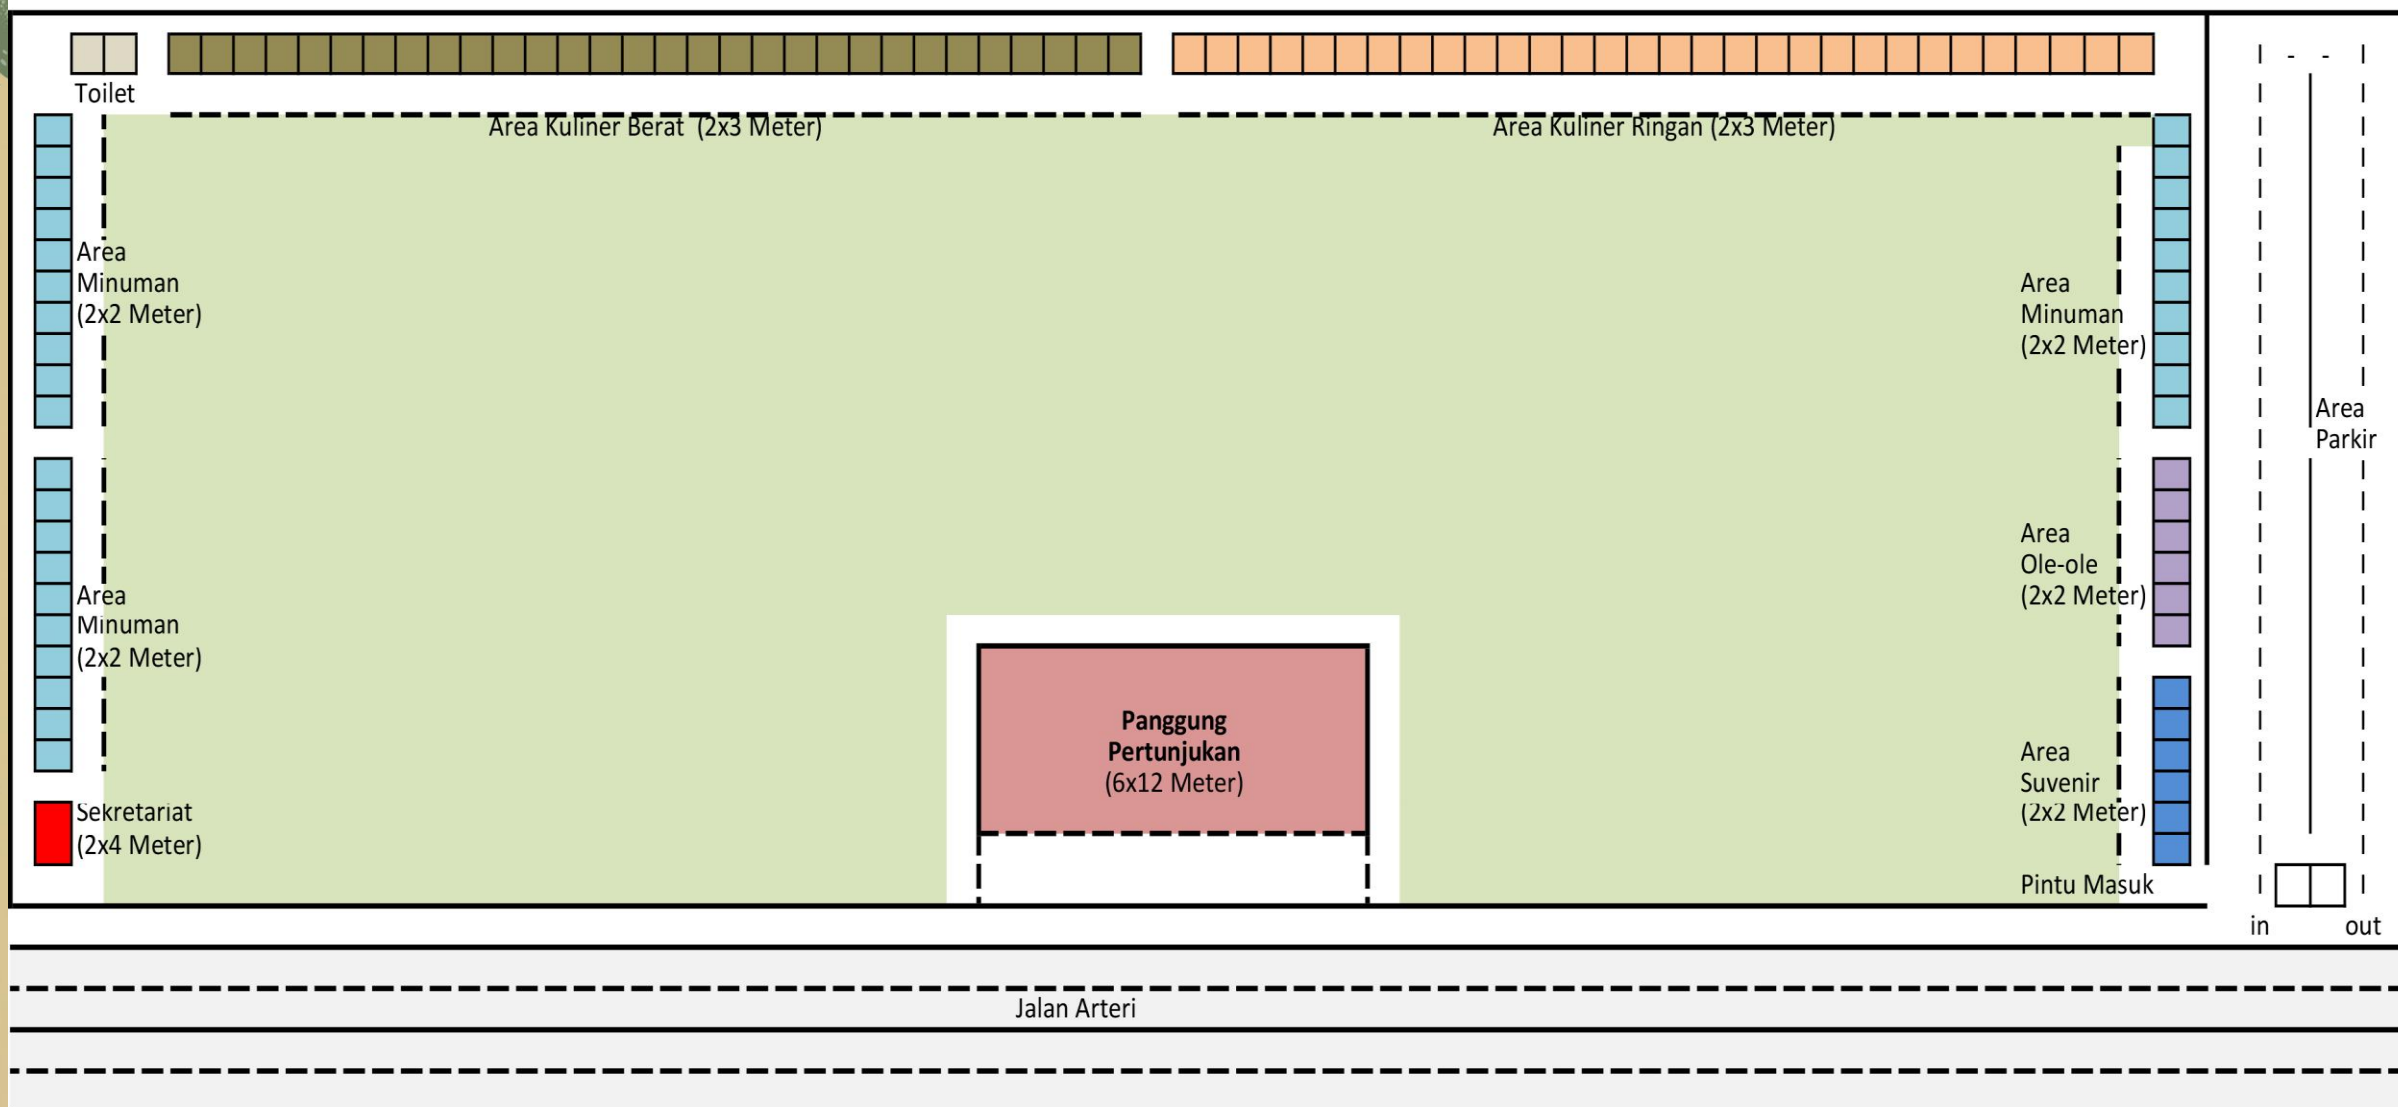 Toilet
Area Kuliner Berat (2x3 Meter)
Area Kuliner Ringan (2x3 Meter)
Area
Minuman
(2x2 Meter)
Area
Minuman
(2x2 Meter)
Area
Parkir
Area
Minuman
(2x2 Meter)
Area
Ole-ole
(2x2 Meter)
Panggung
Pertunjukan
(6x12 Meter)
Area
Suvenir
(2x2 Meter)
Sekretariat
(2x4 Meter)
Pintu Masuk
in
out
Jalan Arteri